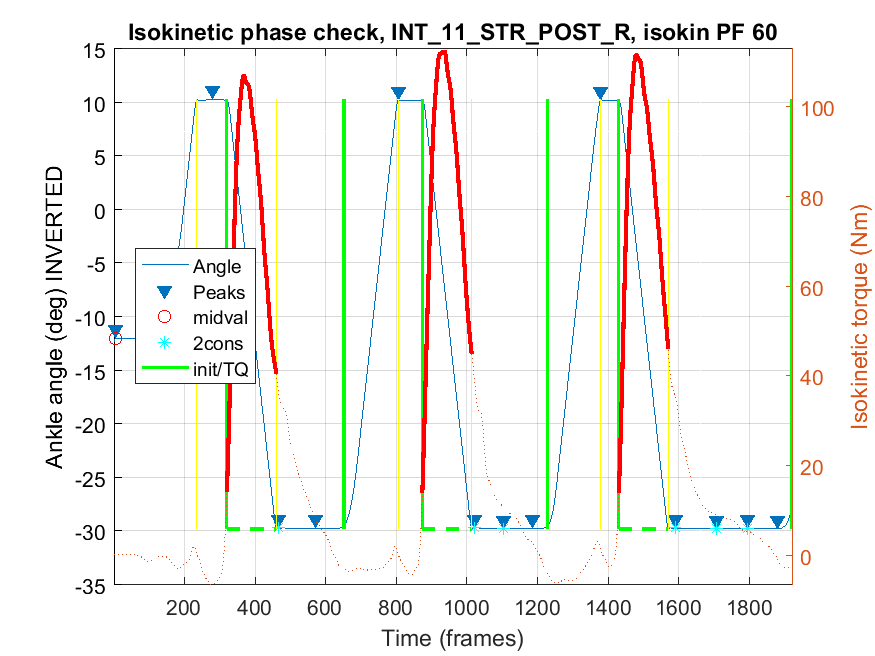 Isokinetic phase check, INT_11_STR_POST_R, isokin PF 60
15
10
5
0
-5
-10
-15
-20
-25
-30
-35
Ankle angle (deg) INVERTED
Angle
Peaks
midval
2cons
init/TQ
100
80
60
40
20
0
Isokinetic torque (Nm)
200
400
600
800
1000
1200
1400
1600
1800
Time (frames)